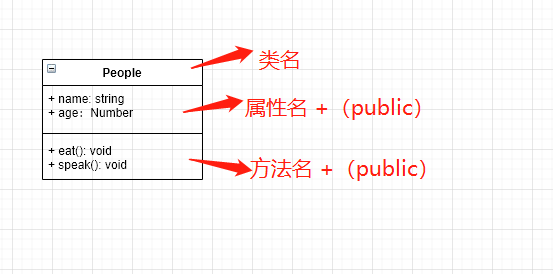 People
类名
+ name: string
+ age：Number
属性名 +（public）
+ eat(): void
+ speak(): void
方法名 +（public）